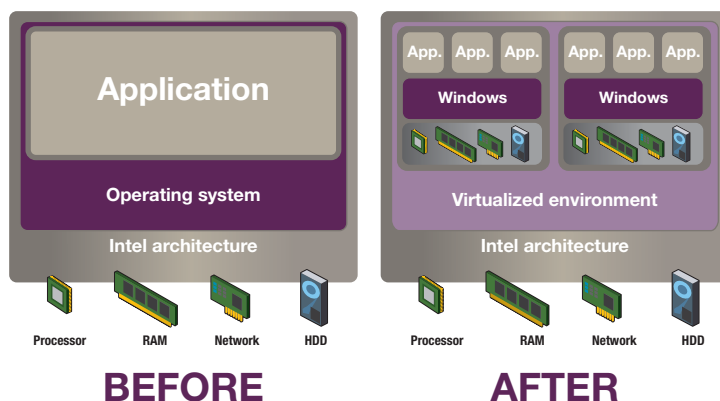 Application
Operating system
Intel architecture
Processor
RAM
Network
HDD
BEFORE
App. App. App.
Windows
App. App. App.
Windows
Virtualized environment
Intel architecture
Processor
RAM
Network
HDD
AFTER